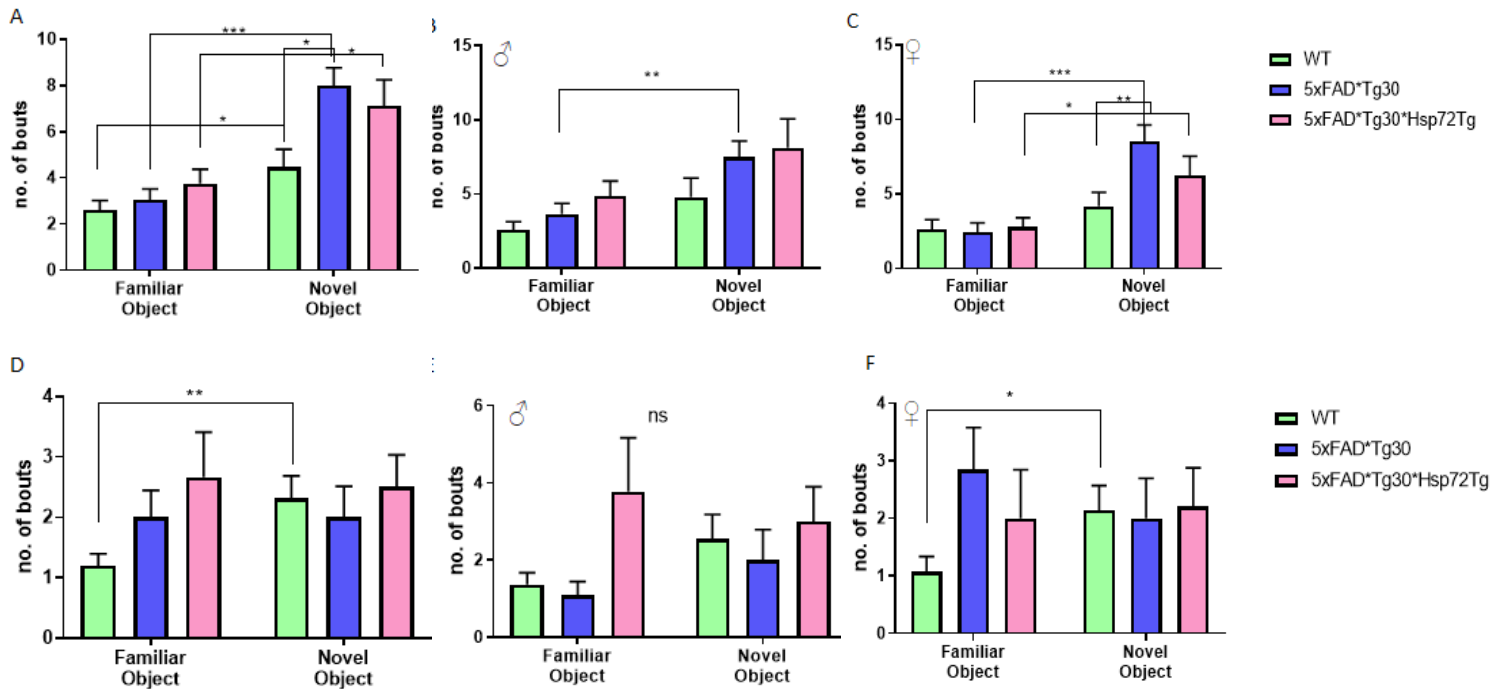 A
10
8
6
4
2
0
no. of bouts
***
*
*
*
Familiar
Object
Novel
Object
B
♂
15
10
5
0
no. of bouts
**
Familiar
Object
Novel
Object
C
♀
15
10
5
0
no. of bouts
***
*
**
Familiar
Object
Novel
Object
WT
5xFAD*Tg30
5xFAD*Tg30*Hsp72Tg
D
4
3
2
1
0
no. of bouts
**
Familiar
Object
Novel
Object
E
♂
6
4
2
0
no. of bouts
ns
Familiar
Object
Novel
Object
F
♀
4
3
2
1
0
no. of bouts
*
Familiar
Object
Novel
Object
WT
5xFAD*Tg30
5xFAD*Tg30*Hsp72Tg